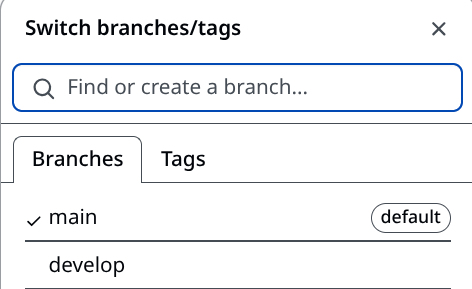 Switch branches/tags
Find or create a branch...
Branches Tags
main default
develop